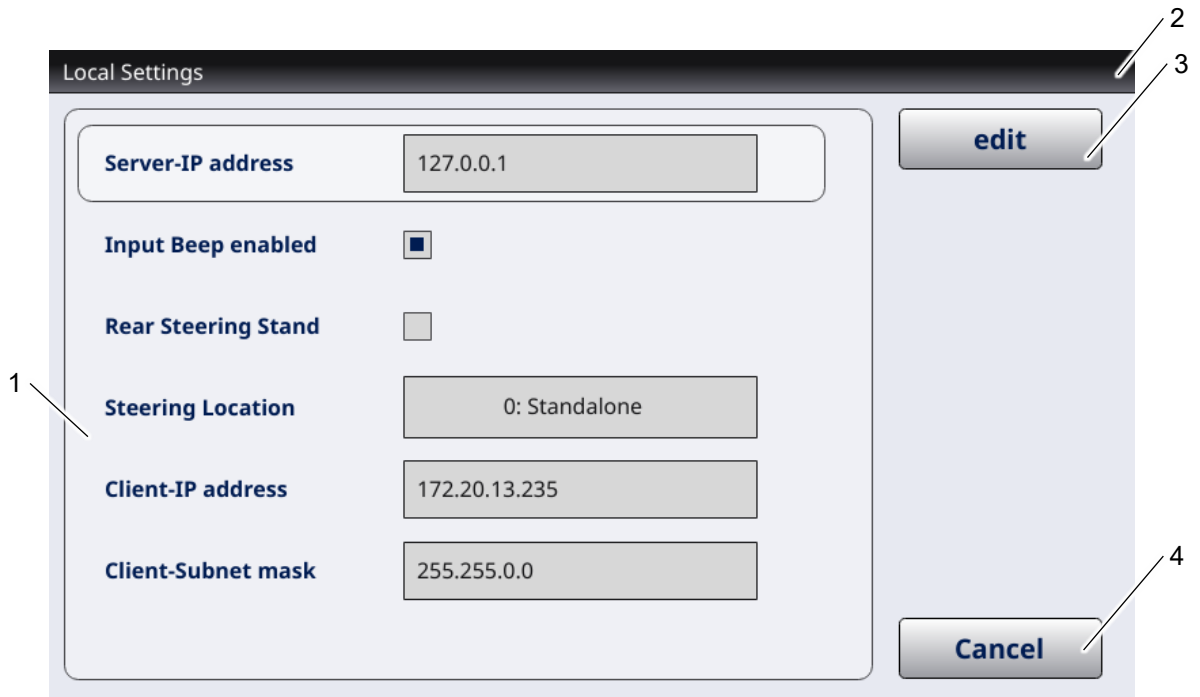 2
Local Settings
3
edit
Server-IP address 127.0.0.1
Input Beep enabled
Rear Steering Stand
1
Steering Location 0: Standalone
Client-IP address 172.20.13.235
4
Client-Subnet mask 255.255.0.0
Cancel